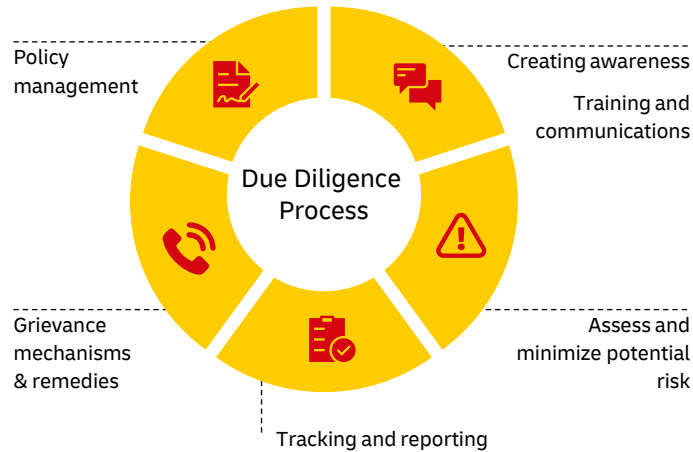 Policy
management
Creating awareness
Training and
communications
Due Diligence
Process
Grievance
mechanisms
& remedies
Assess and
minimize potential
risk
Tracking and reporting